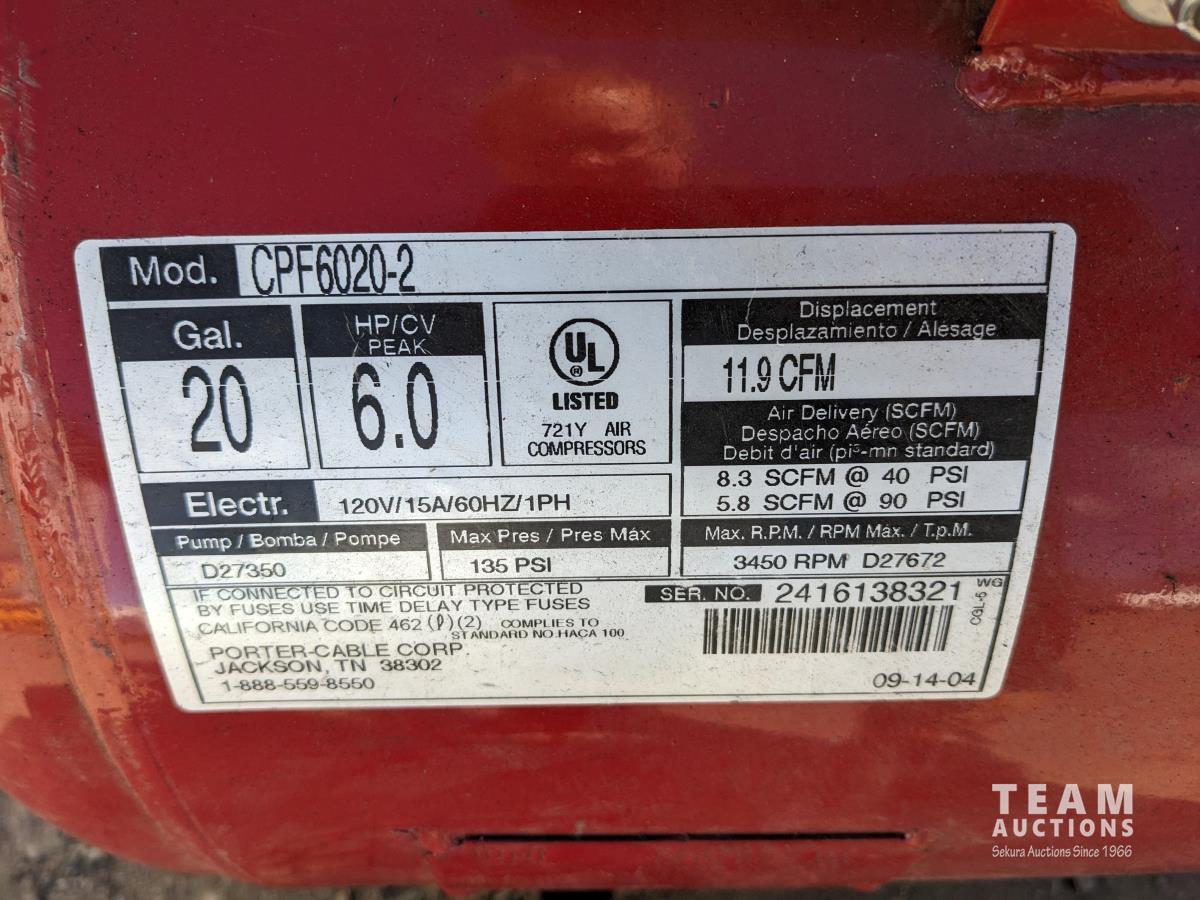 Mod. CPF6020-2
Gal.
20
HP/CV
PEAK
6.0
UL
®
LISTED
721Y AIR
COMPRESSORS
Displacement
Desplazamiento / Alésage
11.9 CFM
Air Delivery (SCFM)
Despacho Aéreo (SCFM)
Debit d'air (pi³-mn standard)
8.3 SCFM @ 40 PSI
5.8 SCFM @ 90 PSI
Electr. 120V/15A/60HZ/1PH
Pump / Bomba / Pompe
D27350
Max Pres / Pres Máx
135 PSI
Max. R.P.M. / RPM Máx. / T.p.M.
3450 RPM D27672
IF CONNECTED TO CIRCUIT PROTECTED
BY FUSES USE TIME DELAY TYPE FUSES
CALIFORNIA CODE 462 (ℓ)(2) COMPLIES TO
STANDARD NO.HACA 100
PORTER-CABLE CORP.
JACKSON, TN 38302
1-888-559-8550
SER. NO. 2416138321 WG
CGL-6
09-14-04
TEAM
AUCTIONS
Sekura Auctions Since 1966